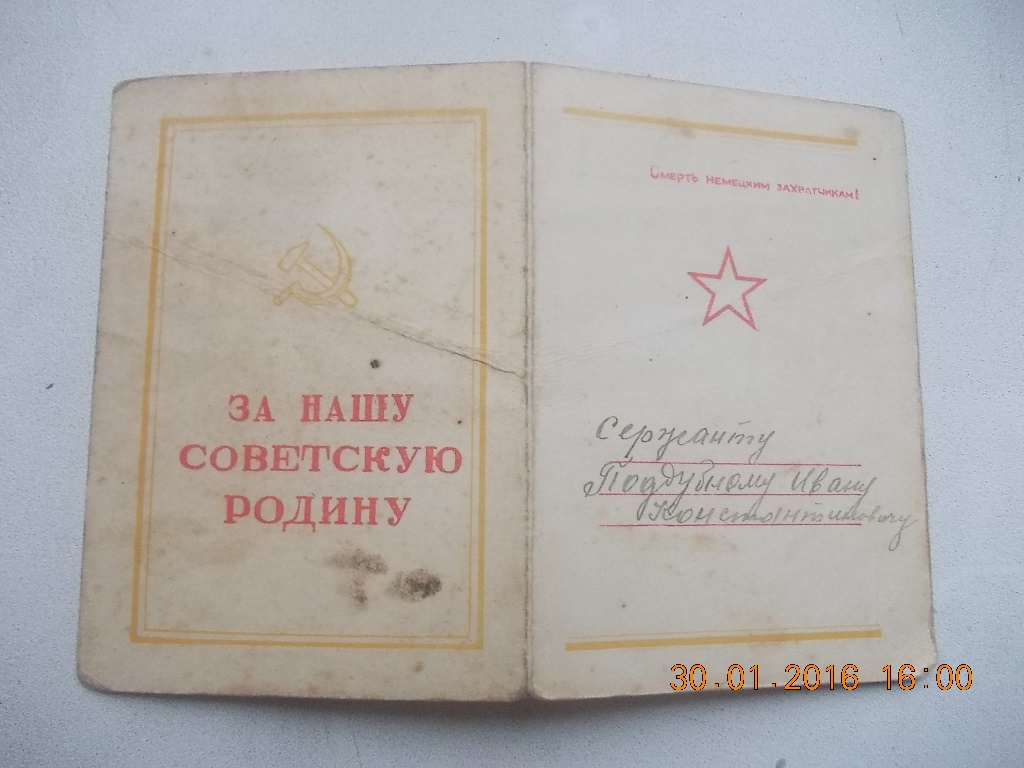 ЗА НАШУ
СОВЕТСКУЮ
РОДИНУ
Смерть немецким захватчикам!
Сержанту
Поддубному Ивану
Константиновичу
30.01.2016 16:00